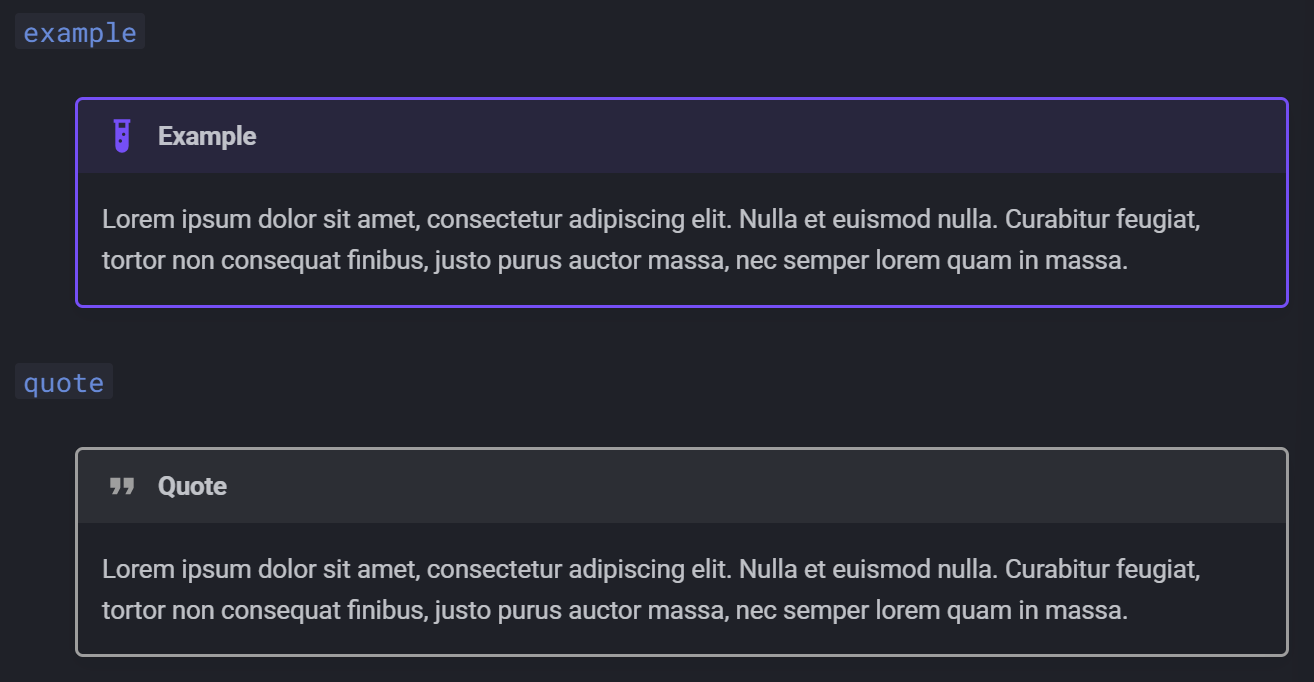 example
Example
Lorem ipsum dolor sit amet, consectetur adipiscing elit. Nulla et euismod nulla. Curabitur feugiat,
tortor non consequat finibus, justo purus auctor massa, nec semper lorem quam in massa.
quote
Quote
Lorem ipsum dolor sit amet, consectetur adipiscing elit. Nulla et euismod nulla. Curabitur feugiat,
tortor non consequat finibus, justo purus auctor massa, nec semper lorem quam in massa.